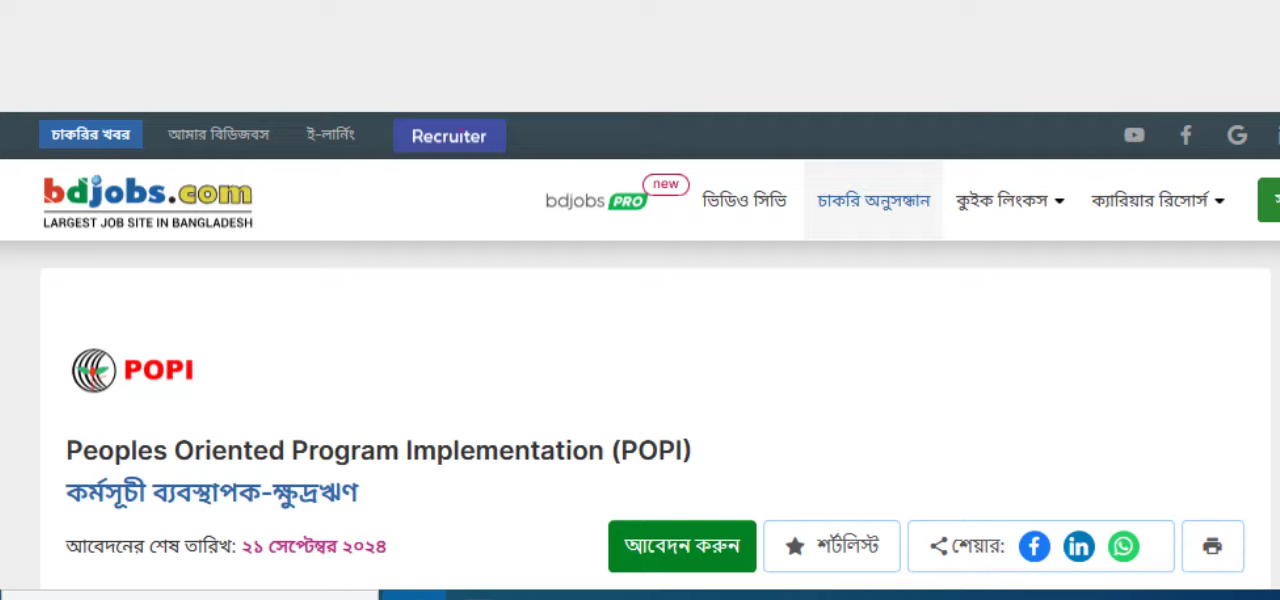 চাকরির খবর আমার বিডিজবস ই-লার্নিং Recruiter
bdjobs.com
LARGEST JOB SITE IN BANGLADESH
bdjobs PRO new ভিডিও সিভি চাকরি অনুসন্ধান কুইক লিংকস ক্যারিয়ার রিসোর্স
POPI
Peoples Oriented Program Implementation (POPI)
কর্মসূচী ব্যবস্থাপক-ক্ষুদ্রঋণ
আবেদনের শেষ তারিখ: ২১ সেপ্টেম্বর ২০২৪
আবেদন করুন শর্টলিস্ট শেয়ার: